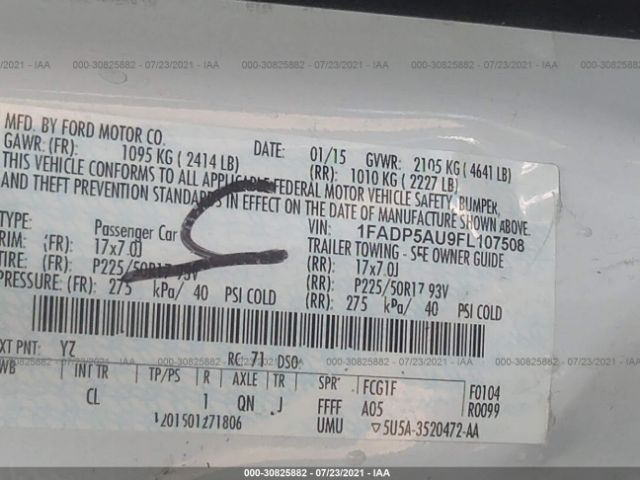 000-30825882 - 07/23/2021 - IAA
MFD. BY FORD MOTOR CO.
DATE: 01/15 GVWR: 2105 KG ( 4641 LB)
GAWR: (FR): 1095 KG ( 2414 LB) (RR): 1010 KG ( 2227 LB)
THIS VEHICLE CONFORMS TO ALL APPLICABLE FEDERAL MOTOR VEHICLE SAFETY, BUMPER,
AND THEFT PREVENTION STANDARDS IN EFFECT ON THE DATE OF MANUFACTURE SHOWN ABOVE.
VIN: 1FADP5AU9FL107508
TYPE: Passenger Car TRAILER TOWING - SEE OWNER GUIDE
RIM: (FR): 17x7.0J (RR): 17x7.0J
TIRE: (FR): P225/50R17 93V (RR): P225/50R17 93V
PRESSURE: (FR): 275 kPa/ 40 PSI COLD (RR): 275 kPa/ 40 PSI COLD
EXT PNT: YZ RC: 71 DSO:
WB INT TR TP/PS R AXLE TR SPR FCG1F F0104
CL 1 QN J FFFF A05 R0099
UMU ▽5U5A-3520472-AA
000-30825882 - 07/23/2021 - IAA